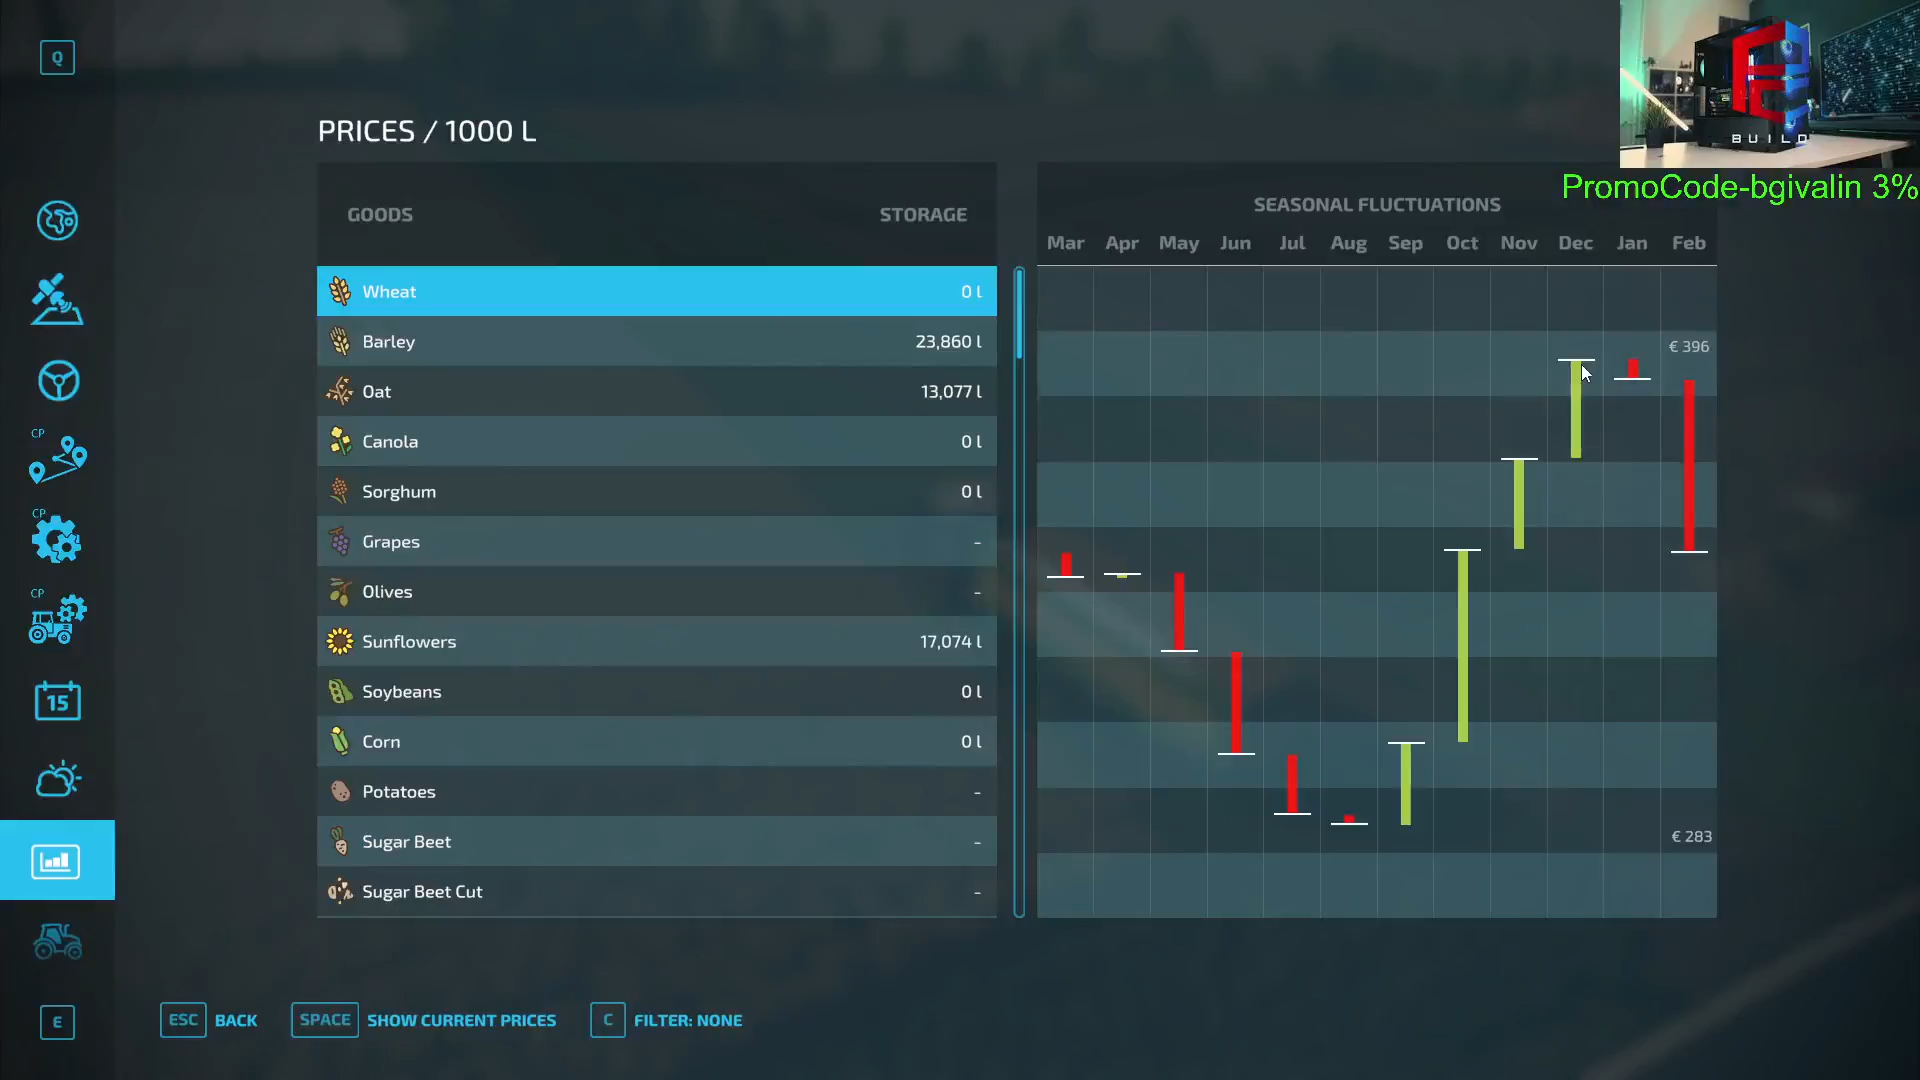 Q
BUILD
PromoCode-bgivalin 3%
PRICES / 1000 L
GOODS STORAGE
SEASONAL FLUCTUATIONS
Mar Apr May Jun Jul Aug Sep Oct Nov Dec Jan Feb
Wheat 0 l
Barley 23,860 l
Oat 13,077 l
Canola 0 l
Sorghum 0 l
Grapes -
Olives -
Sunflowers 17,074 l
Soybeans 0 l
Corn 0 l
Potatoes -
Sugar Beet -
Sugar Beet Cut -
€ 396
€ 283
CP
CP
CP
15
E
ESC BACK SPACE SHOW CURRENT PRICES C FILTER: NONE